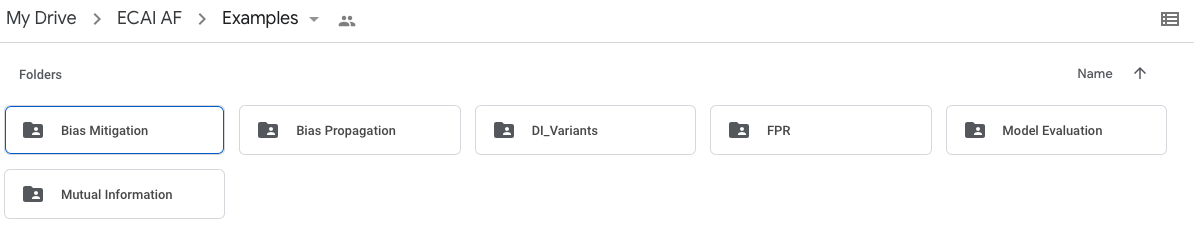 My Drive > ECAI AF > Examples
Folders Name
Bias Mitigation Bias Propagation DI_Variants FPR Model Evaluation
Mutual Information